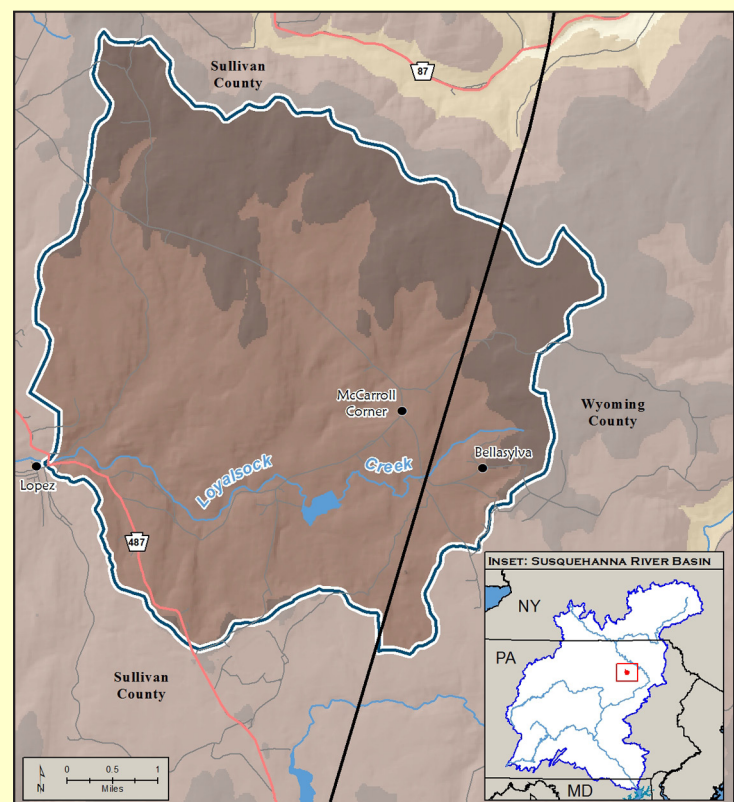 Sullivan
County
87
McCarroll
Corner
Wyoming
County
Bellasylva
Loyalsock Creek
Lopez
487
Sullivan
County
INSET: SUSQUEHANNA RIVER BASIN
NY
PA
MD
N
0 0.5 1
Miles